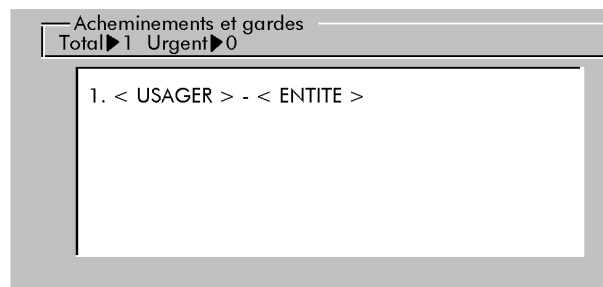 Acheminements et gardes
Total▶1 Urgent▶0
1. < USAGER > - < ENTITE >